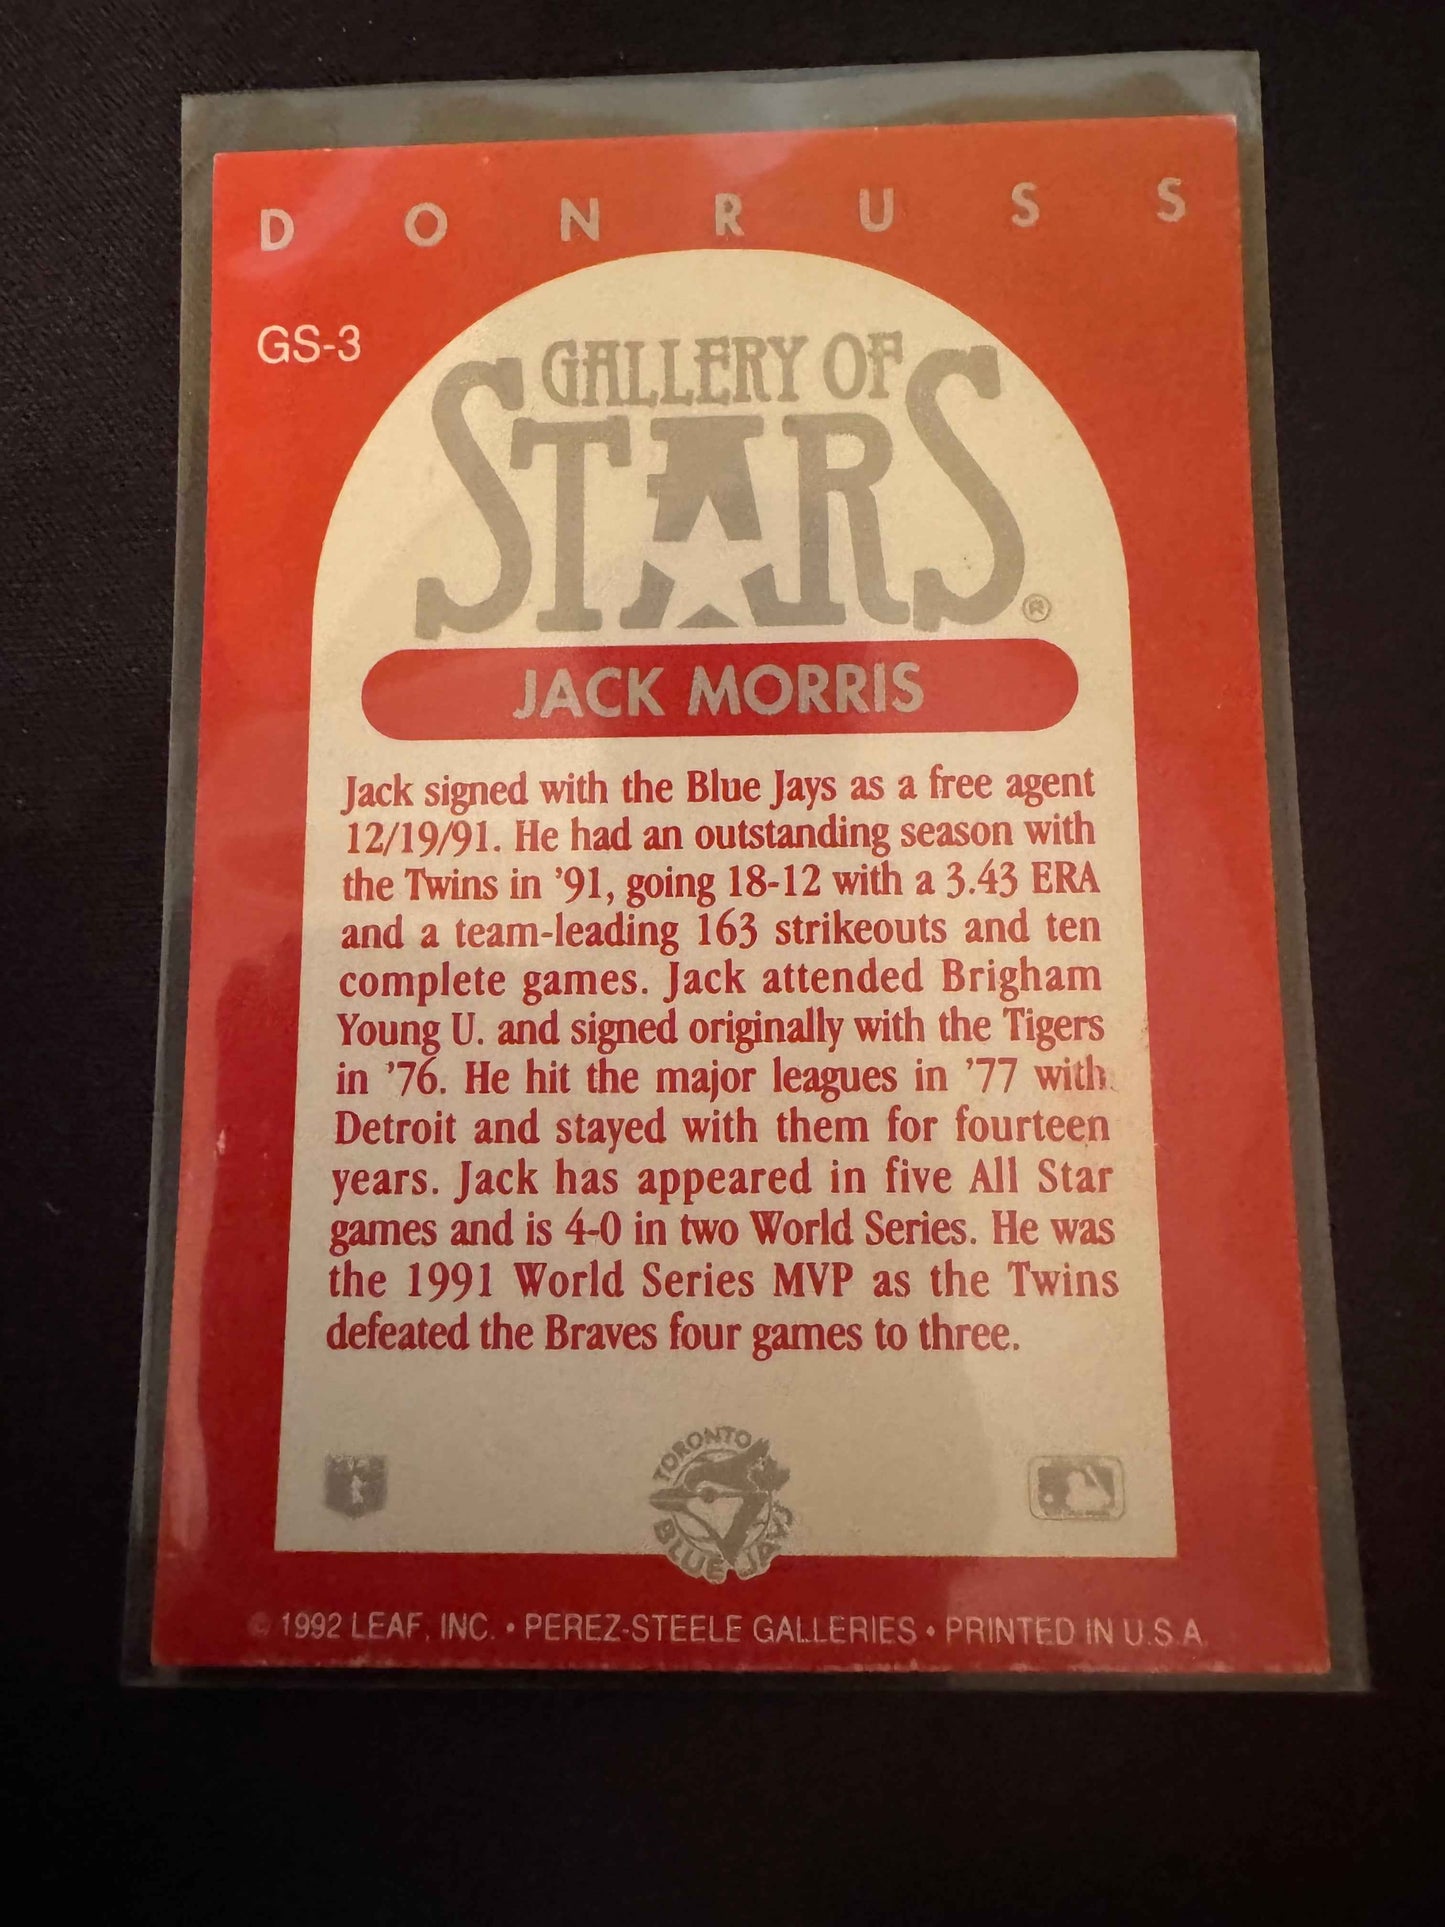 DONRUSS
GS-3
GALLERY OF
STARS®
JACK MORRIS
Jack signed with the Blue Jays as a free agent
12/19/91. He had an outstanding season with
the Twins in ’91, going 18-12 with a 3.43 ERA
and a team-leading 163 strikeouts and ten
complete games. Jack attended Brigham
Young U. and signed originally with the Tigers
in ’76. He hit the major leagues in ’77 with
Detroit and stayed with them for fourteen
years. Jack has appeared in five All Star
games and is 4-0 in two World Series. He was
the 1991 World Series MVP as the Twins
defeated the Braves four games to three.
TORONTO
BLUE JAYS
© 1992 LEAF, INC. • PEREZ-STEELE GALLERIES • PRINTED IN U.S.A.